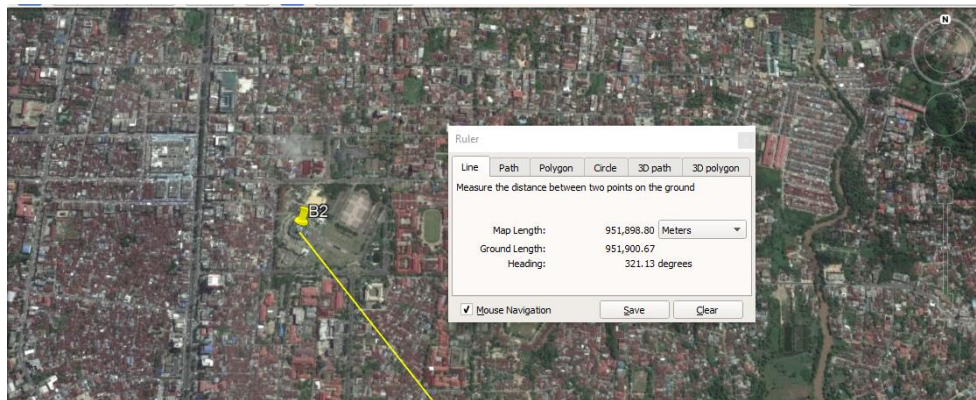 N
Ruler
Line Path Polygon Circle 3D path 3D polygon
Measure the distance between two points on the ground
B2
Map Length: 951,898.80 Meters
Ground Length: 951,900.67
Heading: 321.13 degrees
Mouse Navigation Save Clear